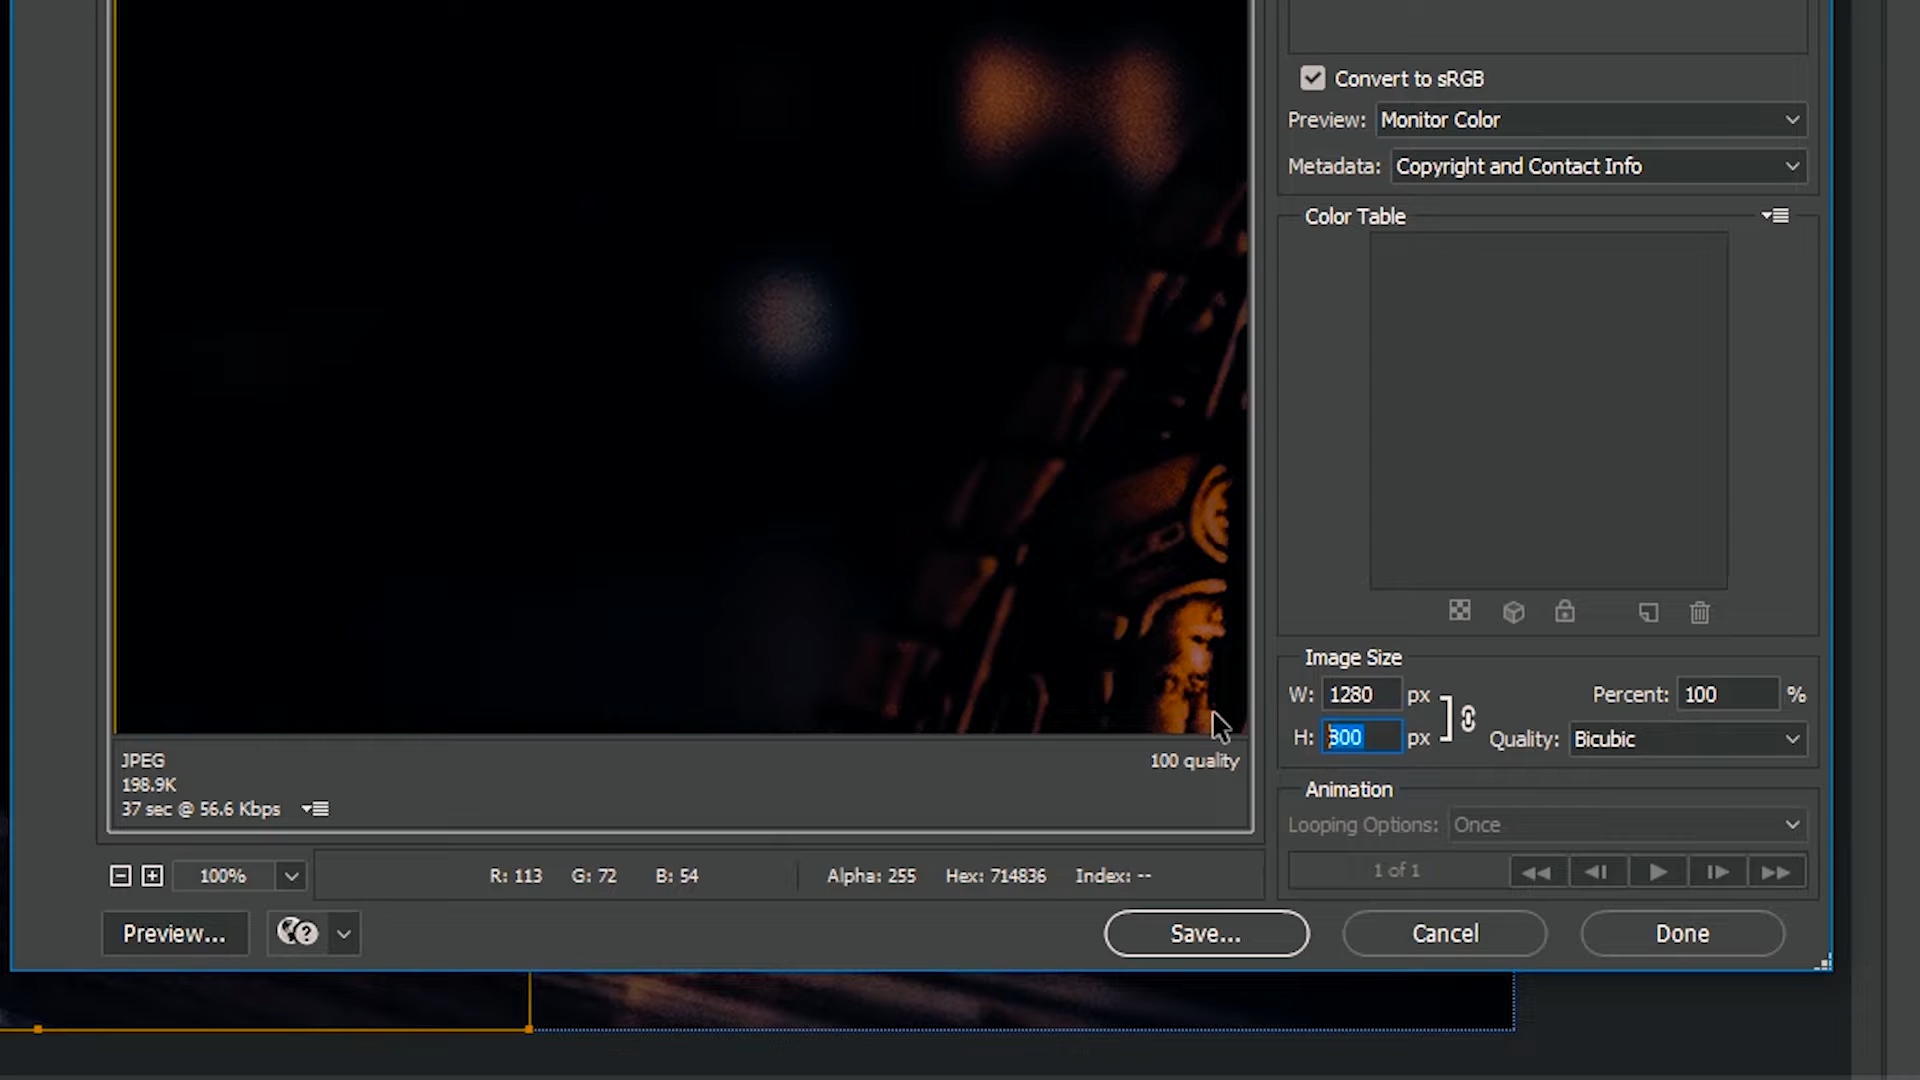 Convert to sRGB
Preview: Monitor Color
Metadata: Copyright and Contact Info
Color Table
Image Size
W: 1280 px
Percent: 100 %
H: 800 px
Quality: Bicubic
JPEG
100 quality
198.9K
37 sec @ 56.6 Kbps
Animation
Looping Options: Once
1 of 1
100%
R: 113 G: 72 B: 54 Alpha: 255 Hex: 714836 Index: --
Preview...
Save...
Cancel
Done